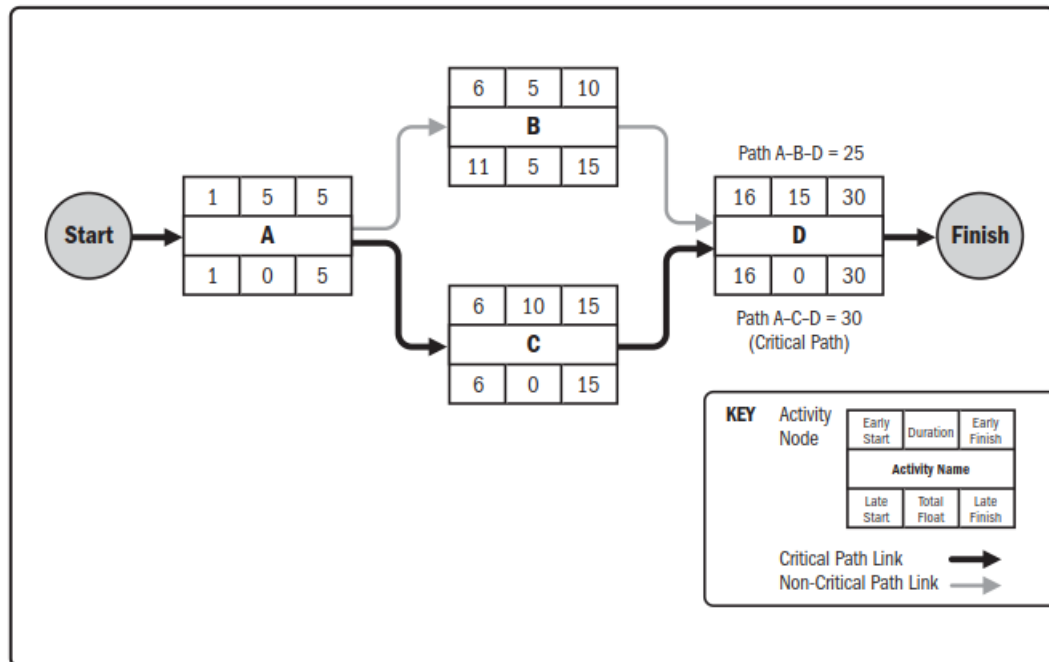 6 5 10
B
11 5 15
Path A–B–D = 25
Start
1 5 5
A
1 0 5
16 15 30
D
16 0 30
Finish
6 10 15
C
6 0 15
Path A–C–D = 30
(Critical Path)
KEY
Activity
Node
Early
Start
Duration
Early
Finish
Activity Name
Late
Start
Total
Float
Late
Finish
Critical Path Link
Non-Critical Path Link